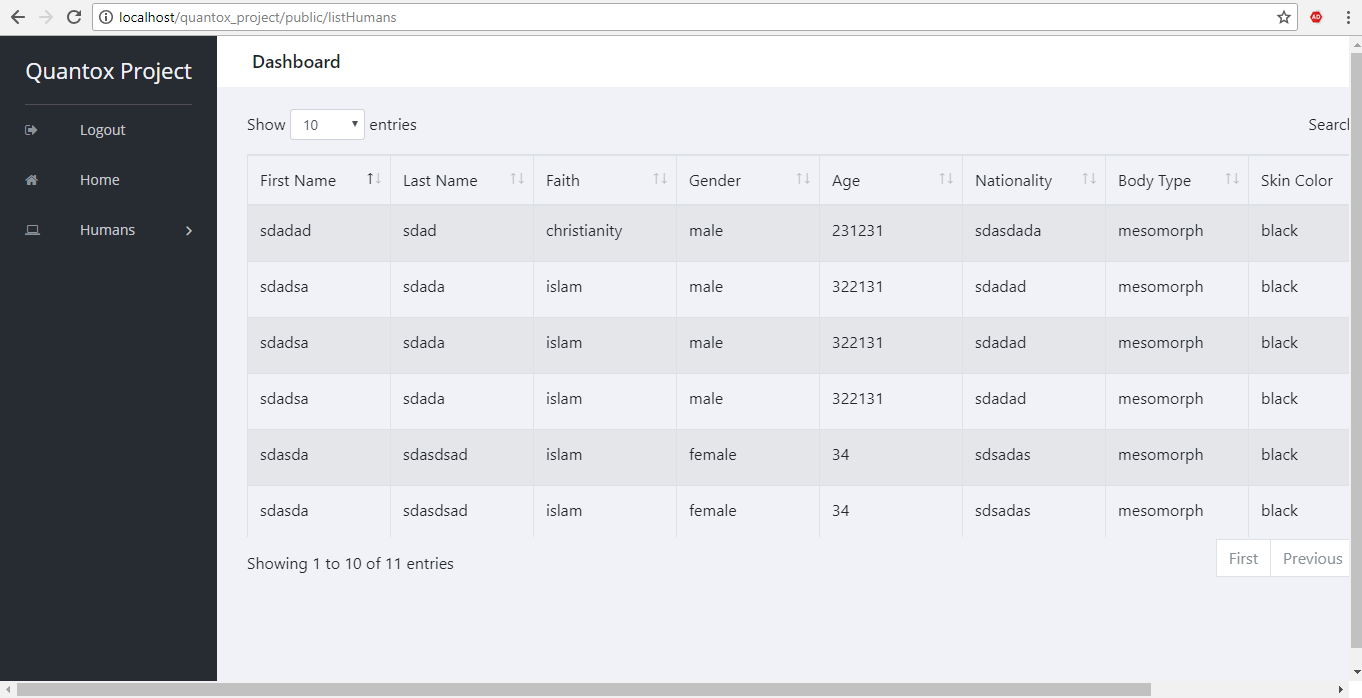 localhost/quantox_project/public/listHumans
Quantox Project
Logout
Home
Humans
Dashboard
Show 10 entries
Search
First Name Last Name Faith Gender Age Nationality Body Type Skin Color
sdadad sdad christianity male 231231 sdasdada mesomorph black
sdadsa sdada islam male 322131 sdadad mesomorph black
sdadsa sdada islam male 322131 sdadad mesomorph black
sdadsa sdada islam male 322131 sdadad mesomorph black
sdasda sdasdsad islam female 34 sdsadas mesomorph black
sdasda sdasdsad islam female 34 sdsadas mesomorph black
Showing 1 to 10 of 11 entries
First Previous